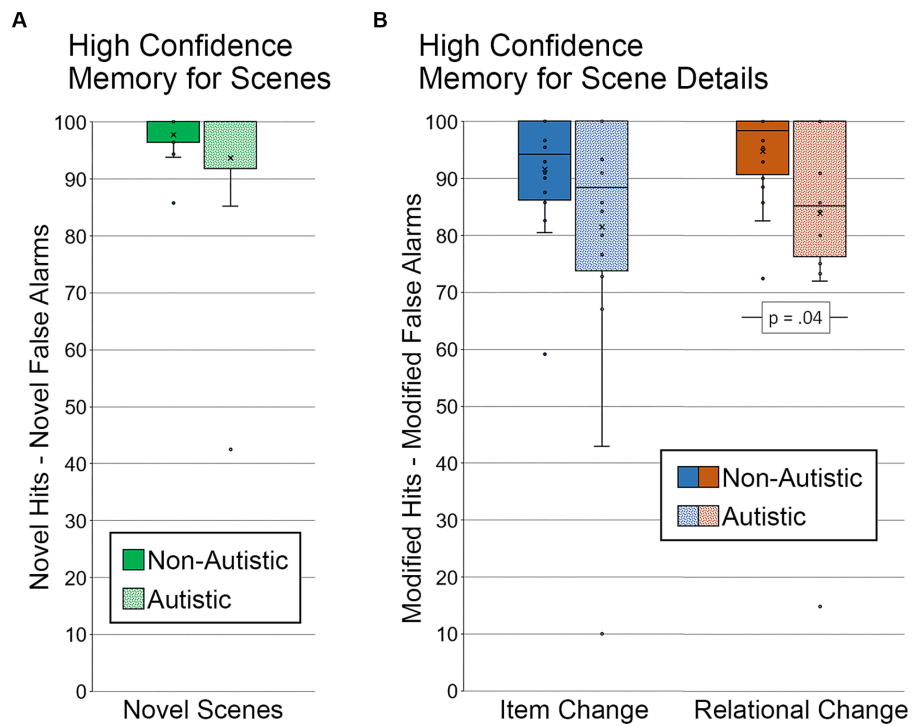 A
High Confidence
Memory for Scenes
Novel Hits - Novel False Alarms
100
90
80
70
60
50
40
30
20
10
0
Non-Autistic
Autistic
Novel Scenes
B
High Confidence
Memory for Scene Details
Modified Hits - Modified False Alarms
100
90
80
70
60
50
40
30
20
10
0
p = .04
Non-Autistic
Autistic
Item Change
Relational Change